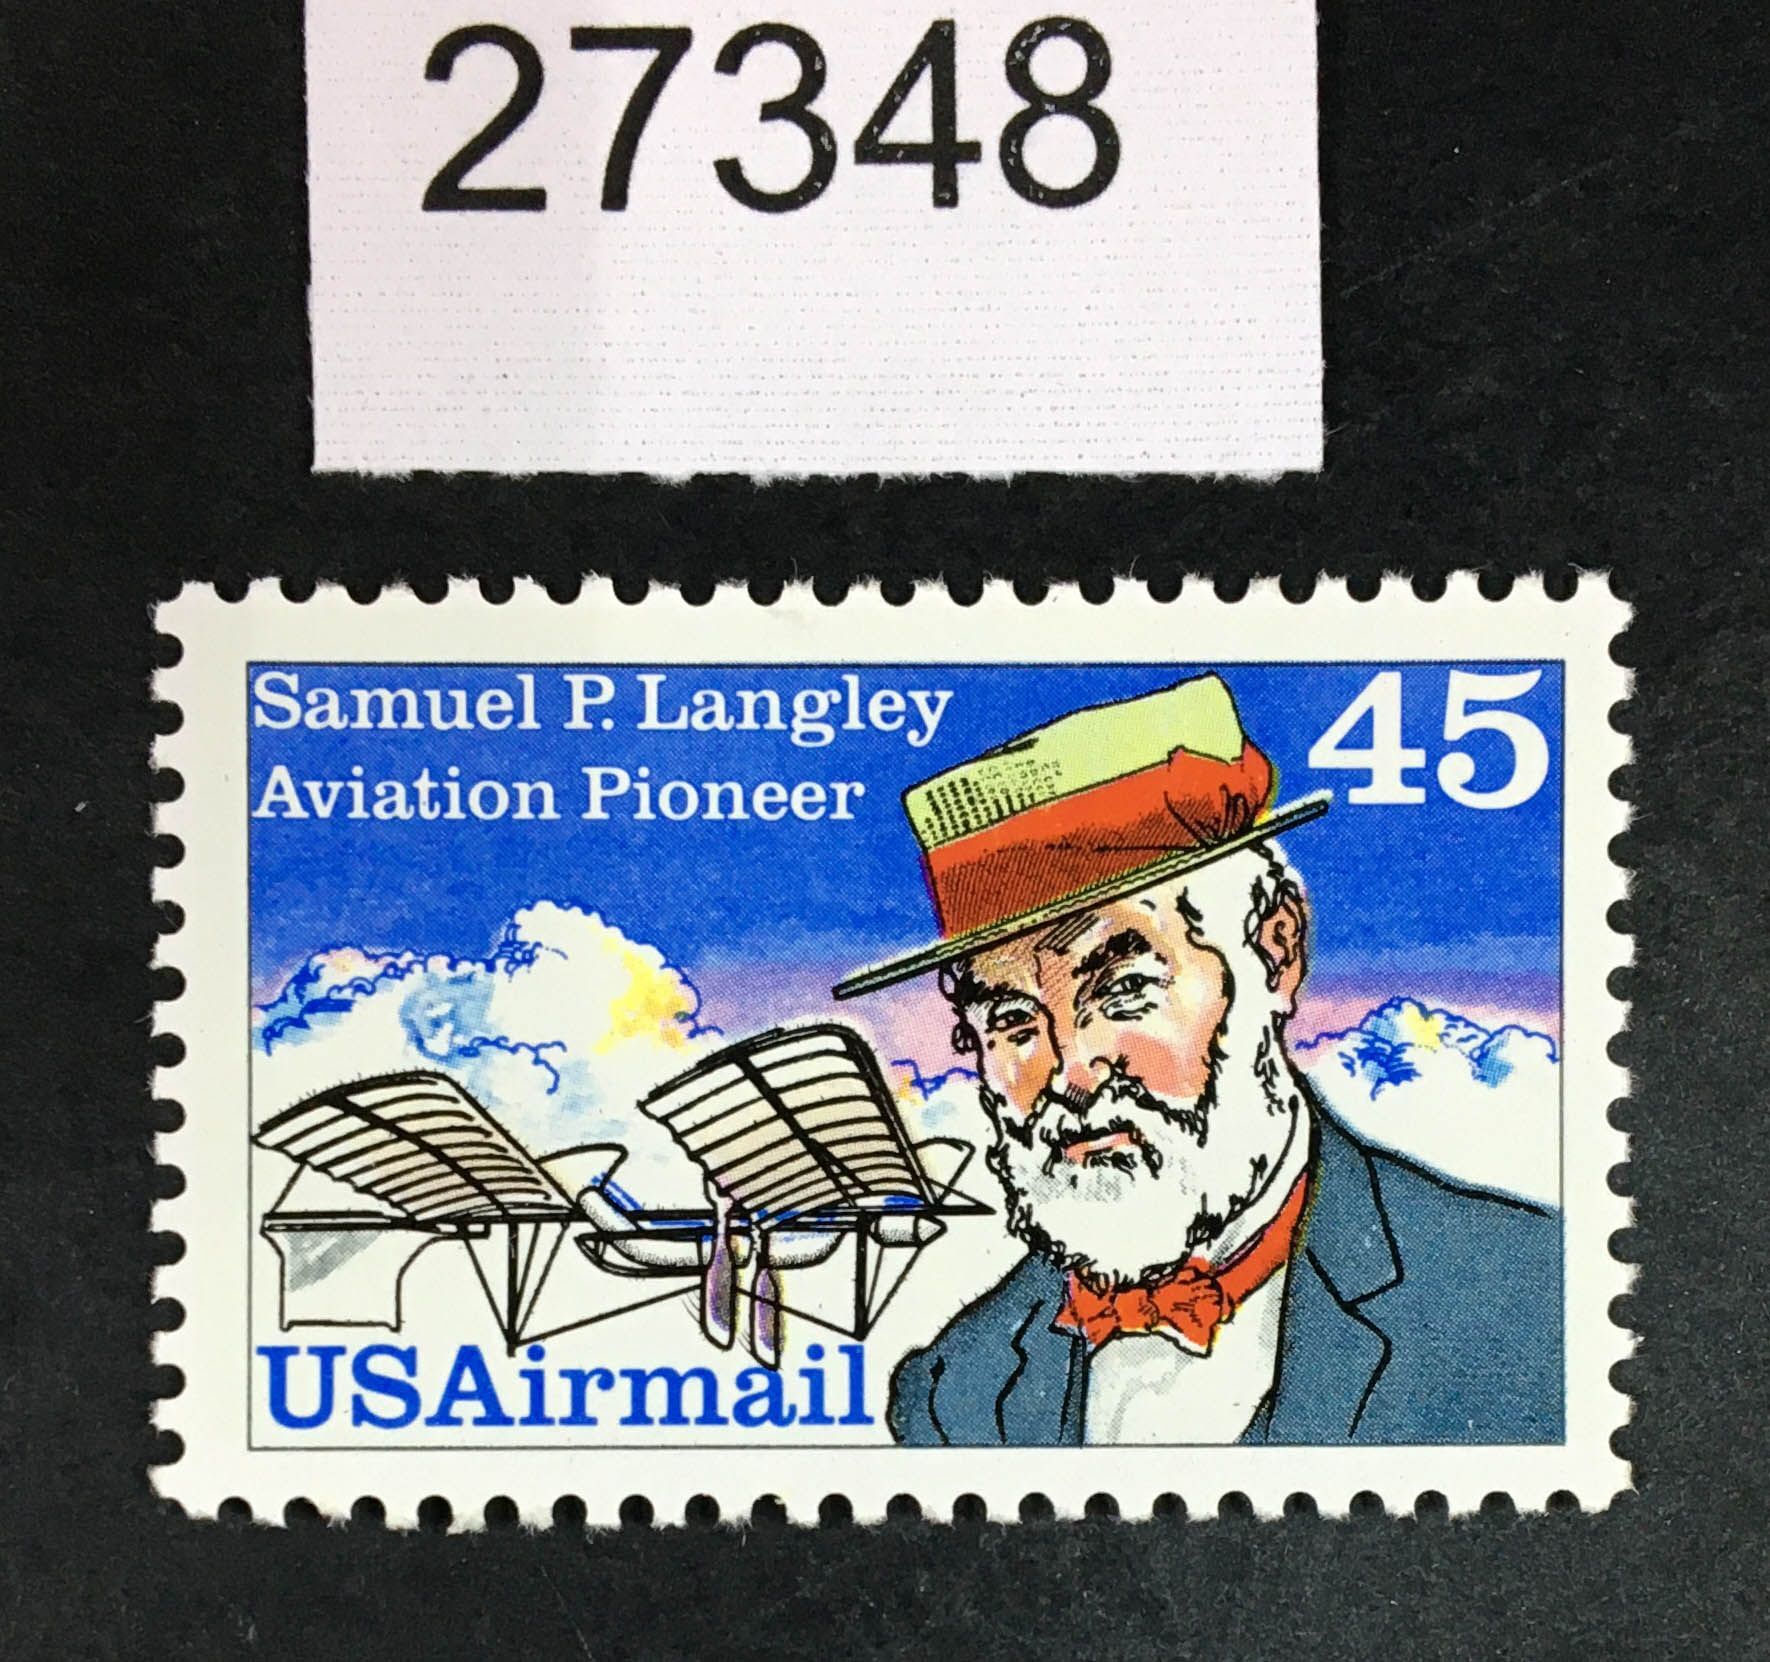 27348
Samuel P. Langley
Aviation Pioneer
45
USAirmail